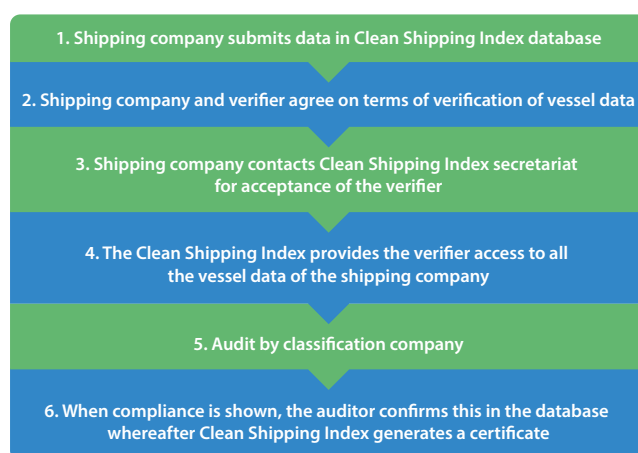 1. Shipping company submits data in Clean Shipping Index database
2. Shipping company and verifier agree on terms of verification of vessel data
3. Shipping company contacts Clean Shipping Index secretariat
for acceptance of the verifier
4. The Clean Shipping Index provides the verifier access to all
the vessel data of the shipping company
5. Audit by classification company
6. When compliance is shown, the auditor confirms this in the database
whereafter Clean Shipping Index generates a certificate